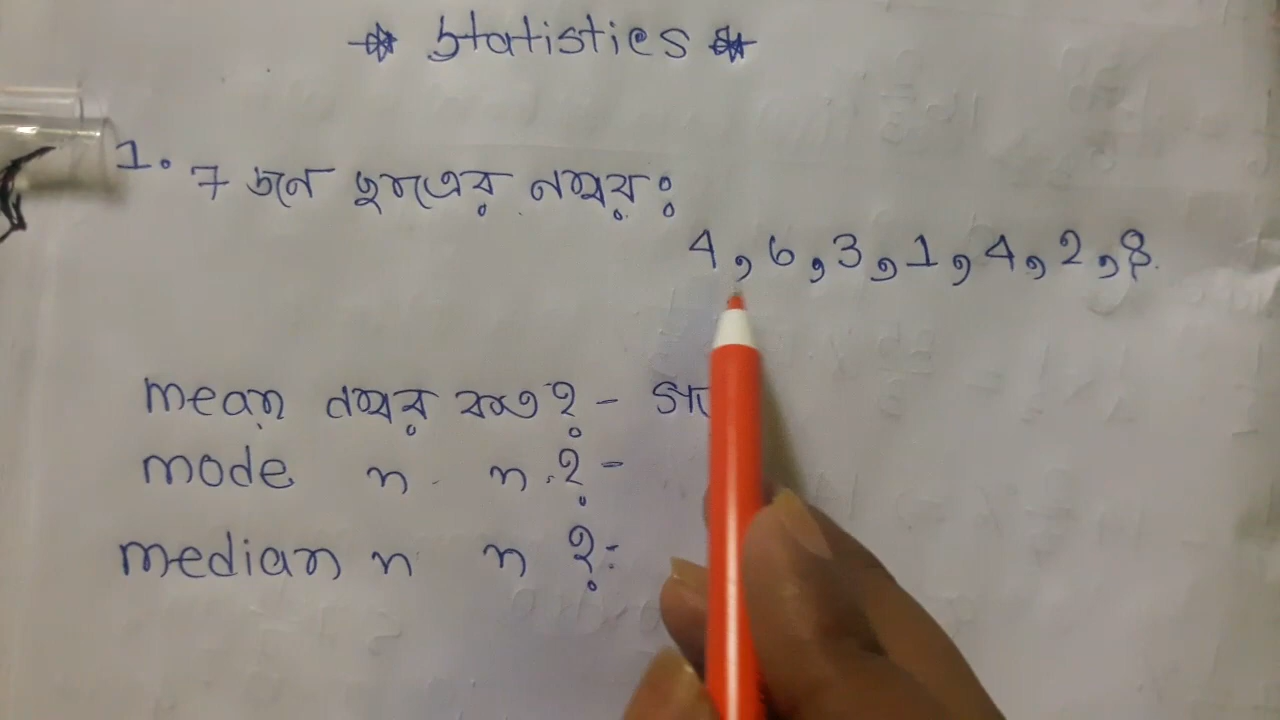 Statistics
1. 7 জন ছাত্রের নম্বর:
4, 6, 3, 1, 4, 2, 8
mean নম্বর কত? -
mode " " ? -
median " " ? -